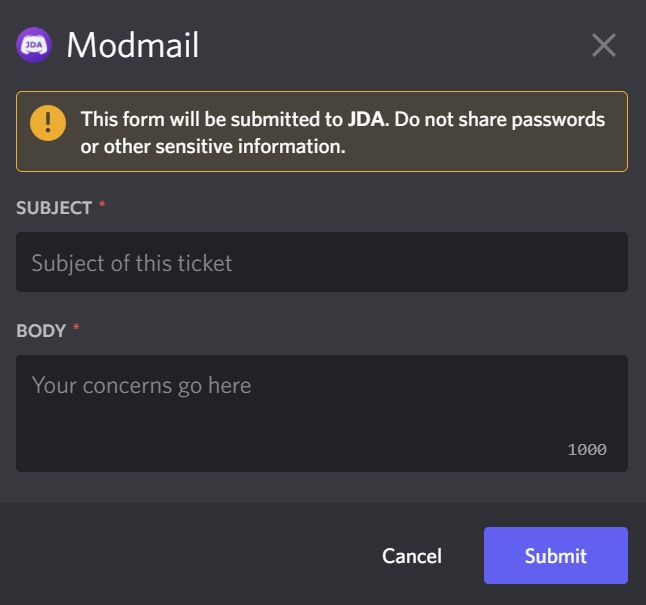 JDA
Modmail
This form will be submitted to JDA. Do not share passwords
or other sensitive information.
SUBJECT *
Subject of this ticket
BODY *
Your concerns go here
1000
Cancel
Submit